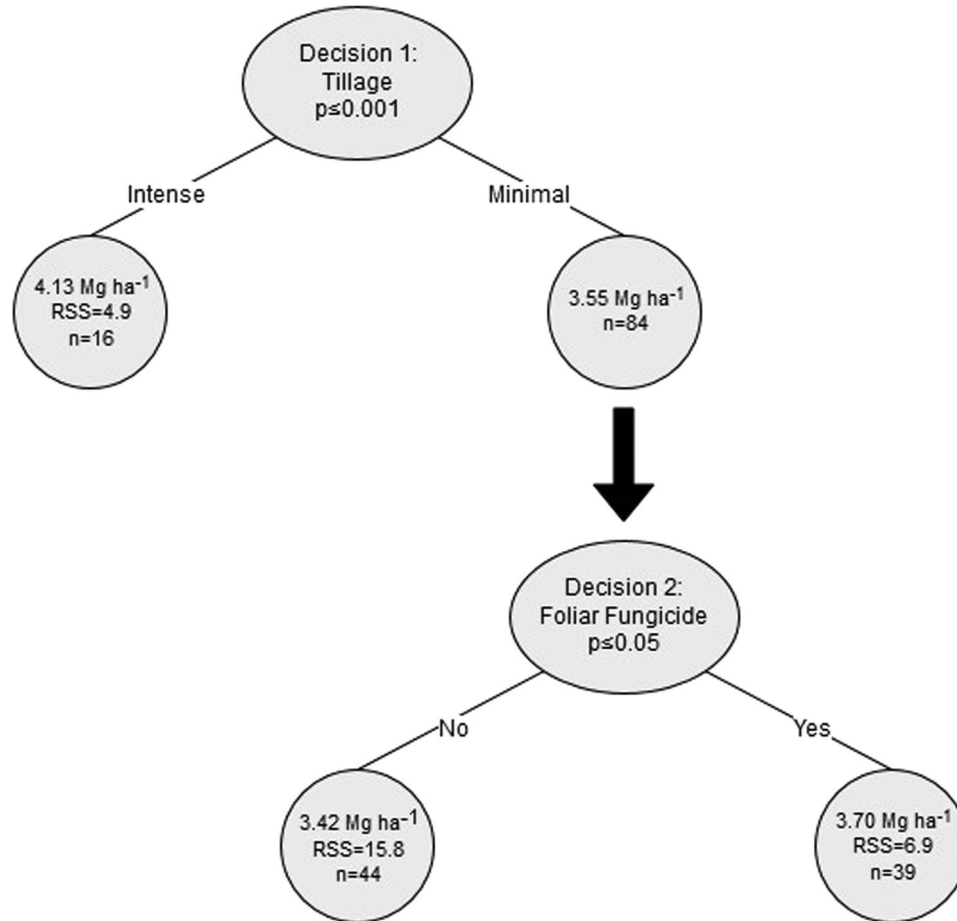 Decision 1:
Tillage
p≤0.001
Intense
Minimal
4.13 Mg ha⁻¹
RSS=4.9
n=16
3.55 Mg ha⁻¹
n=84
Decision 2:
Foliar Fungicide
p≤0.05
No
Yes
3.42 Mg ha⁻¹
RSS=15.8
n=44
3.70 Mg ha⁻¹
RSS=6.9
n=39